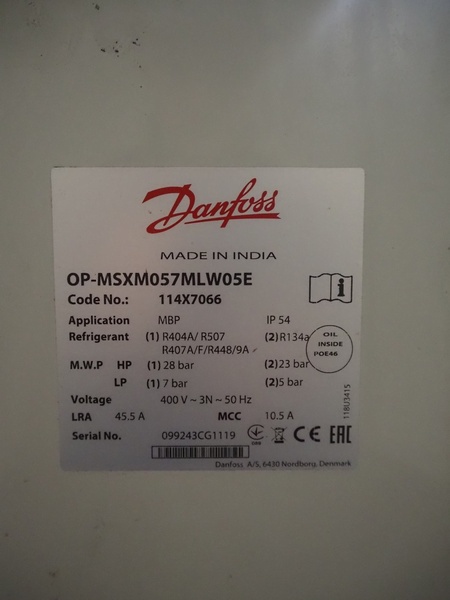 Danfoss
MADE IN INDIA
OP-MSXM057MLW05E
Code No.: 114X7066
Application MBP IP 54
Refrigerant (1) R404A/ R507 (2) R134a
R407A/F/R448/9A
OIL
INSIDE
POE46
M.W.P HP (1) 28 bar (2) 23 bar
LP (1) 7 bar (2) 5 bar
Voltage 400 V ~ 3N ~ 50 Hz
LRA 45.5 A MCC 10.5 A
Serial No. 099243CG1119
CE EAC
118U3415
Danfoss A/S, 6430 Nordborg, Denmark